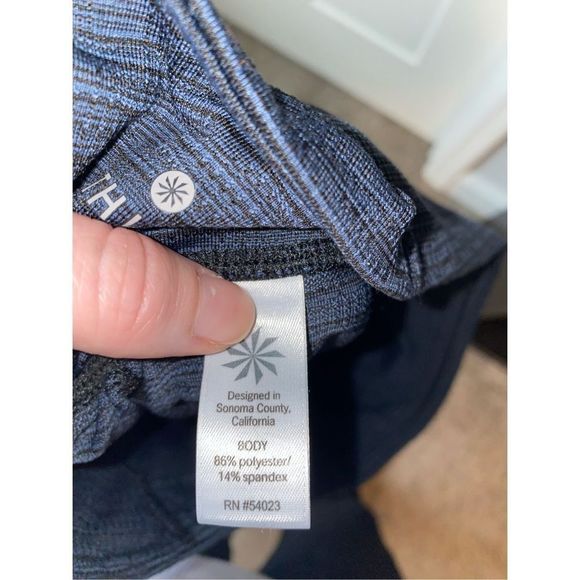 Designed in
Sonoma County,
California
BODY
86% polyester/
14% spandex
RN #54023